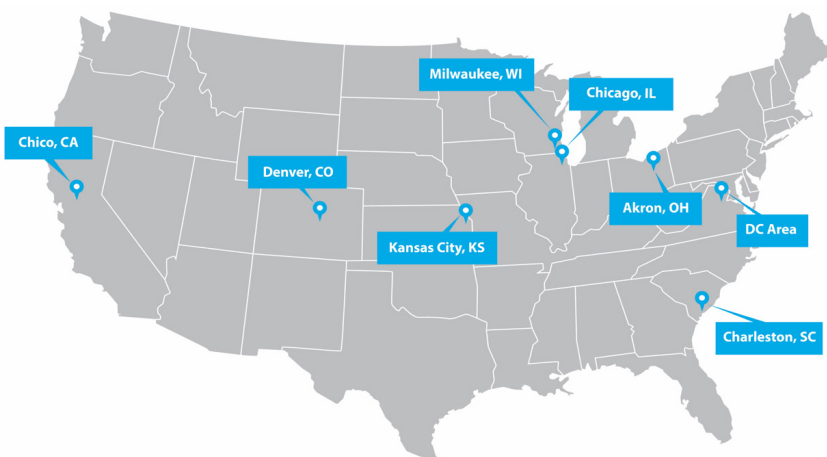 Milwaukee, WI
Chicago, IL
Chico, CA
Denver, CO
Akron, OH
DC Area
Kansas City, KS
Charleston, SC